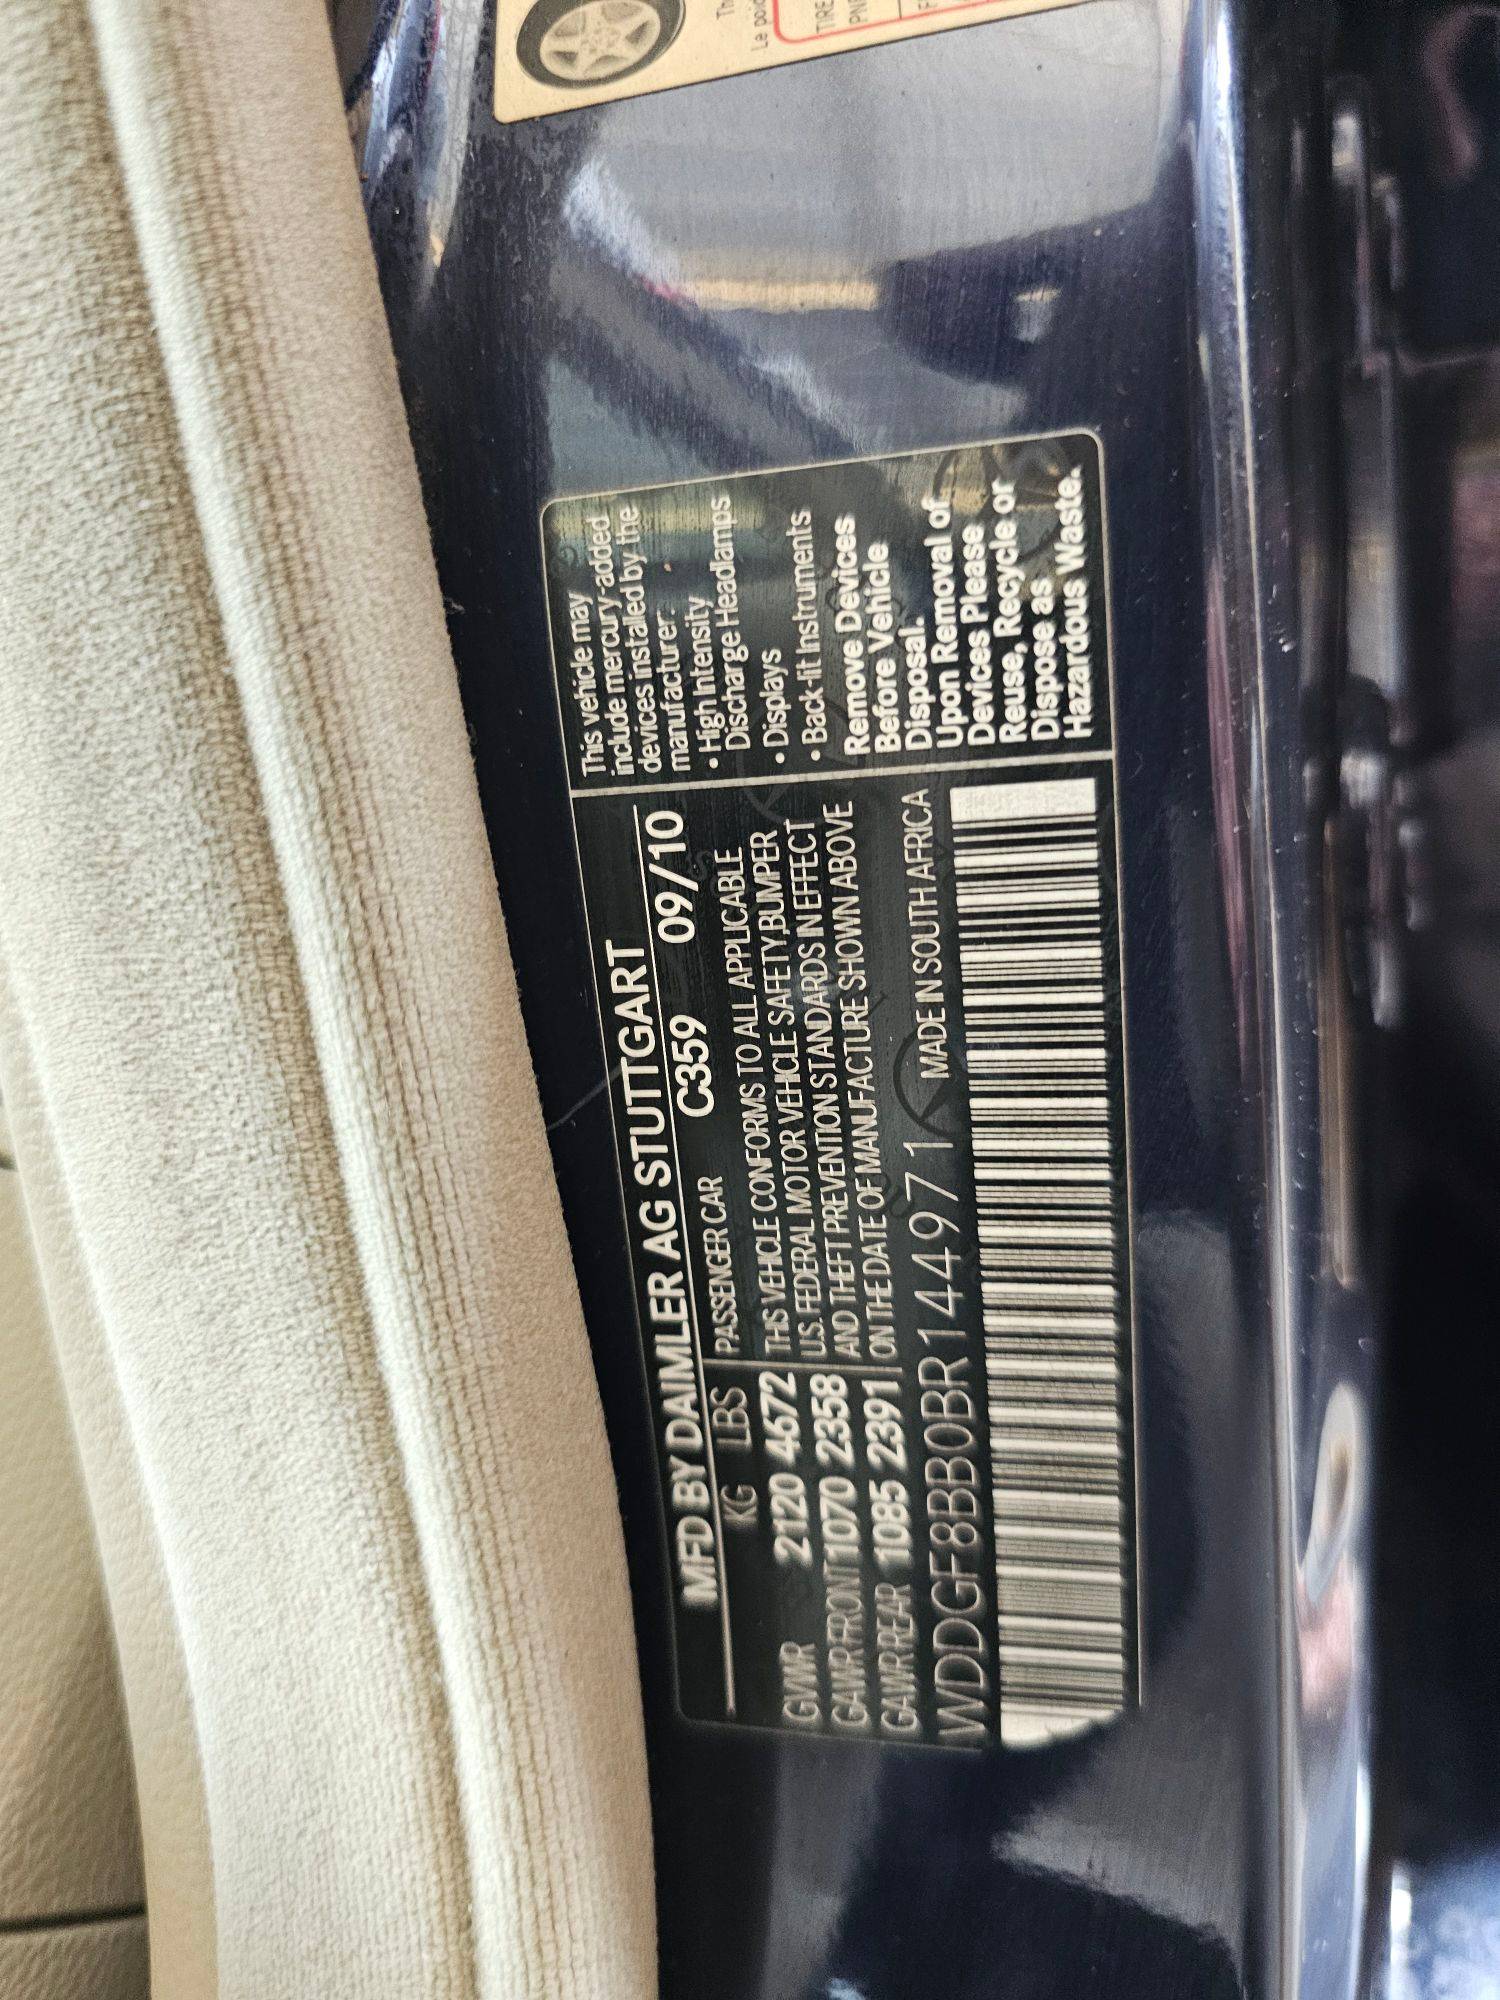 MFD BY DAIMLER AG STUTTGART
KG LBS
GVWR 2120 4672
GAWR FRONT 1070 2358
GAWR REAR 1085 2391
PASSENGER CAR C359 09/10
THIS VEHICLE CONFORMS TO ALL APPLICABLE
U.S. FEDERAL MOTOR VEHICLE SAFETY,BUMPER
AND THEFT PREVENTION STANDARDS IN EFFECT
ON THE DATE OF MANUFACTURE SHOWN ABOVE
WDDGF8BB0BR144971 MADE IN SOUTH AFRICA
This vehicle may
include mercury-added
devices installed by the
manufacturer:
• High Intensity
Discharge Headlamps
• Displays
• Back-lit Instruments
Remove Devices
Before Vehicle
Disposal.
Upon Removal of
Devices Please
Reuse, Recycle or
Dispose as
Hazardous Waste.
Le
TIRE